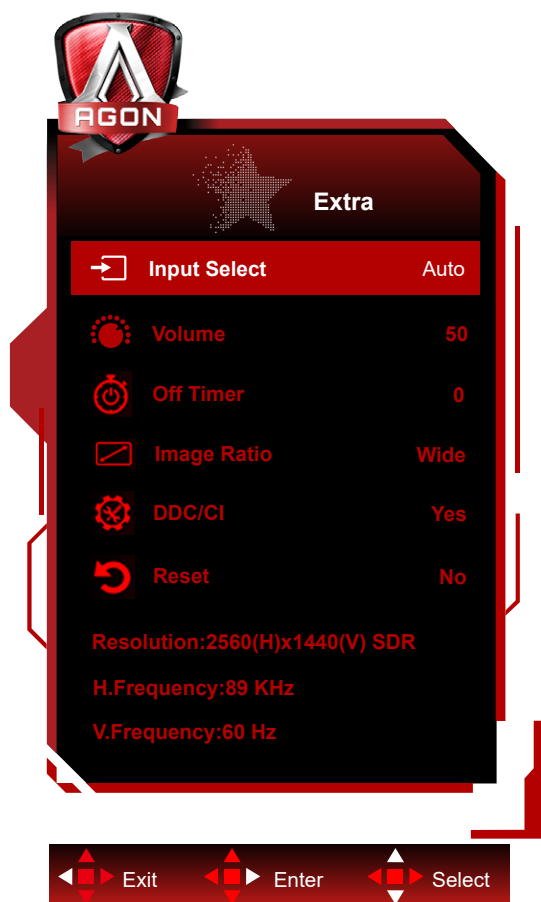 AGON
Extra
Input Select Auto
Volume 50
Off Timer 0
Image Ratio Wide
DDC/CI Yes
Reset No
Resolution:2560(H)x1440(V) SDR
H.Frequency:89 KHz
V.Frequency:60 Hz
Exit Enter Select